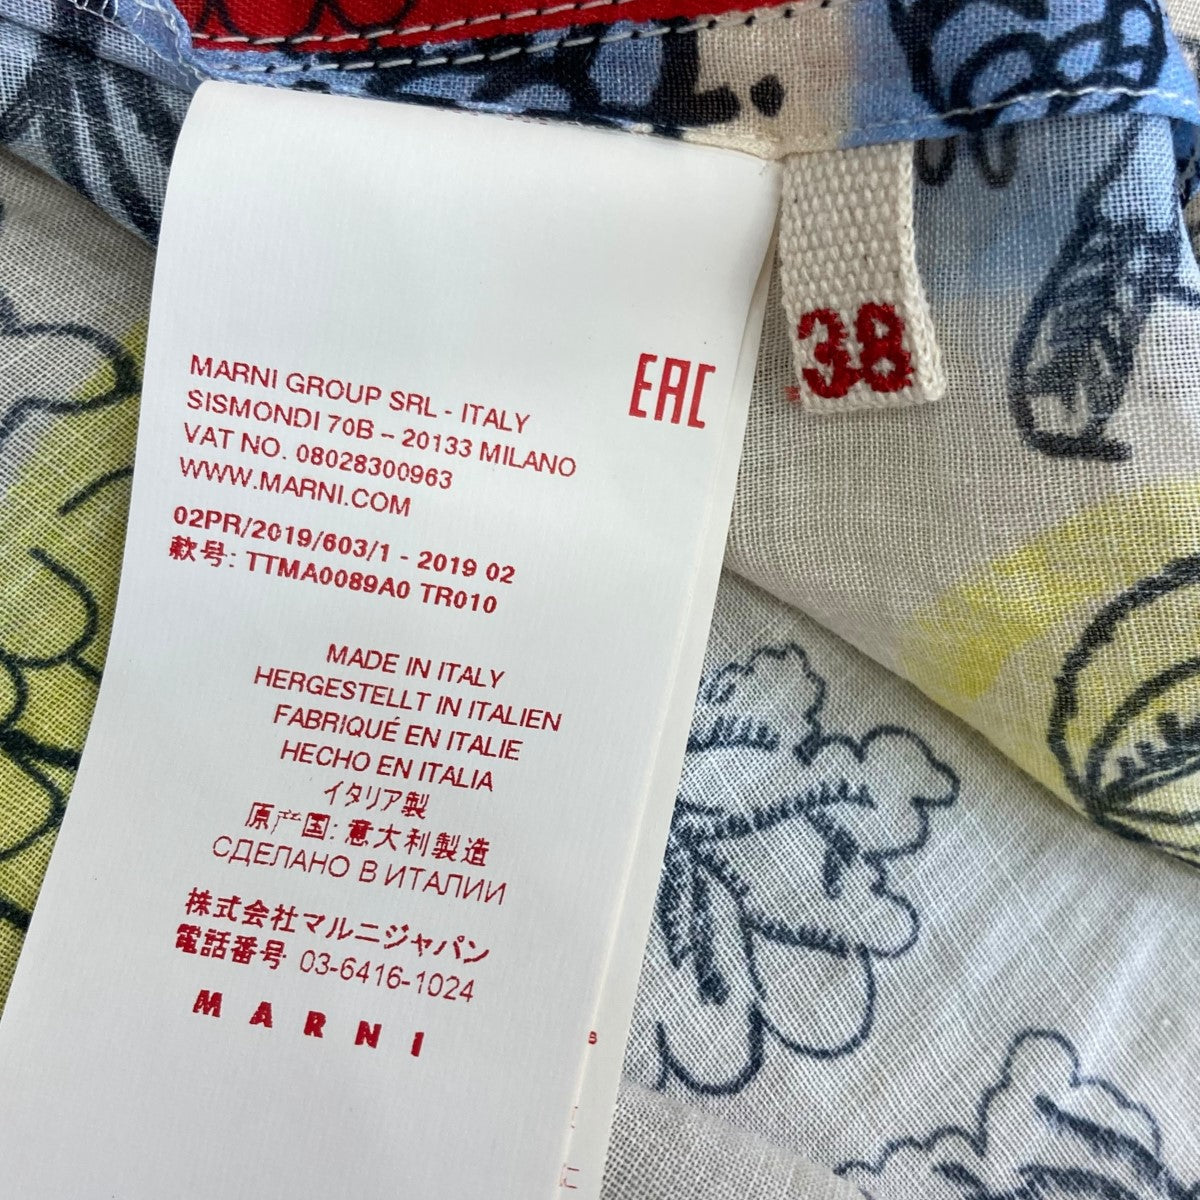 38
EAC
MARNI GROUP SRL - ITALY
SISMONDI 70B – 20133 MILANO
VAT NO. 08028300963
WWW.MARNI.COM
02PR/2019/603/1 - 2019 02
款号: TTMA0089A0 TR010
MADE IN ITALY
HERGESTELLT IN ITALIEN
FABRIQUÉ EN ITALIE
HECHO EN ITALIA
イタリア製
原产国: 意大利製造
СДЕЛАНО В ИТАЛИИ
株式会社マルニジャパン
電話番号 03-6416-1024
MARNI